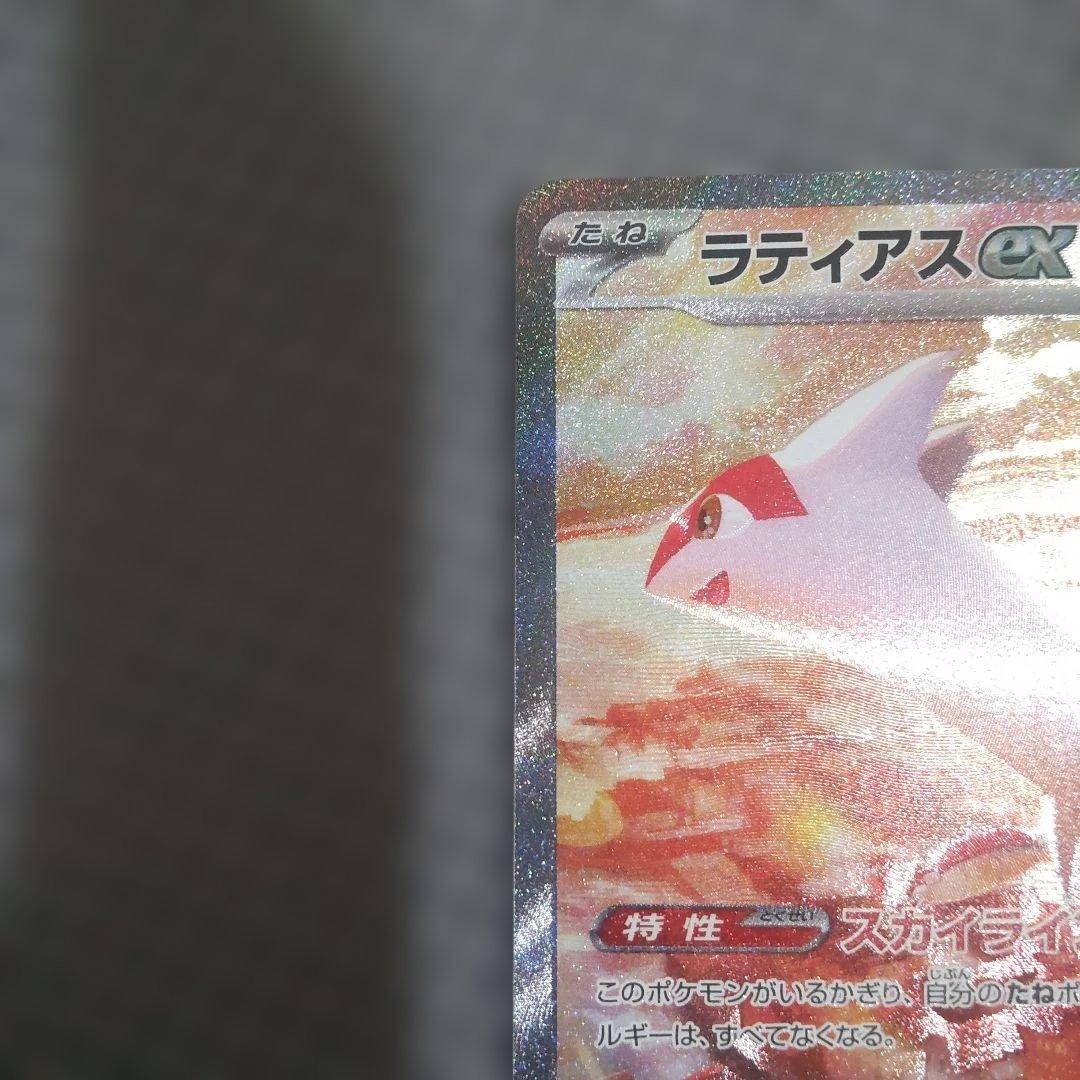 たね
ラティアスex
特性 とくせい スカイライ
じぶん
このポケモンがいるかぎり、自分のたねポ
ルギーは、すべてなくなる。